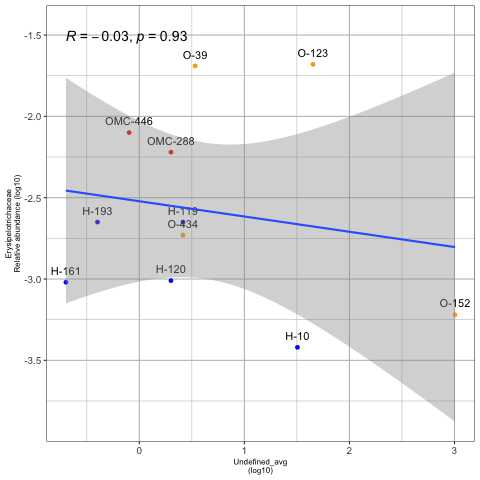 R = – 0.03, p = 0.93
O-39
O-123
OMC-446
OMC-288
H-193
H-119
O-434
H-161
H-120
O-152
H-10
-1.5
-2.0
-2.5
-3.0
-3.5
0
1
2
3
Erysipelotrichaceae
Relative abundance (log10)
Undefined_avg
(log10)